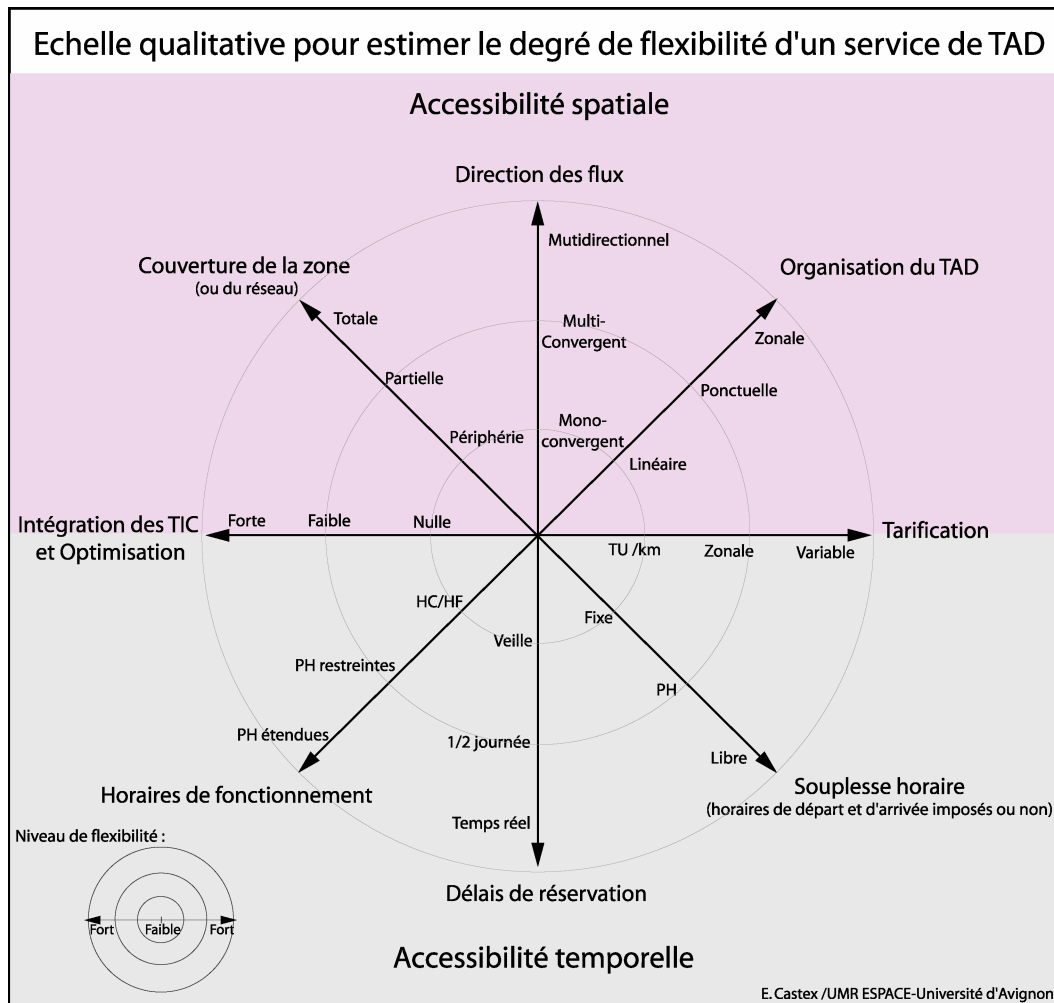 Echelle qualitative pour estimer le degré de flexibilité d'un service de TAD
Accessibilité spatiale
Direction des flux
Mutidirectionnel
Couverture de la zone
(ou du réseau)
Organisation du TAD
Totale
Multi-
Convergent
Zonale
Partielle
Ponctuelle
Périphérie
Mono-
convergent
Linéaire
Intégration des TIC
et Optimisation
Forte
Faible
Nulle
TU /km
Zonale
Variable
Tarification
HC/HF
Fixe
Veille
PH restreintes
PH
PH étendues
1/2 journée
Libre
Horaires de fonctionnement
Souplesse horaire
(horaires de départ et d'arrivée imposés ou non)
Temps réel
Niveau de flexibilité :
Fort
Faible
Fort
Délais de réservation
Accessibilité temporelle
E. Castex /UMR ESPACE-Université d'Avignon